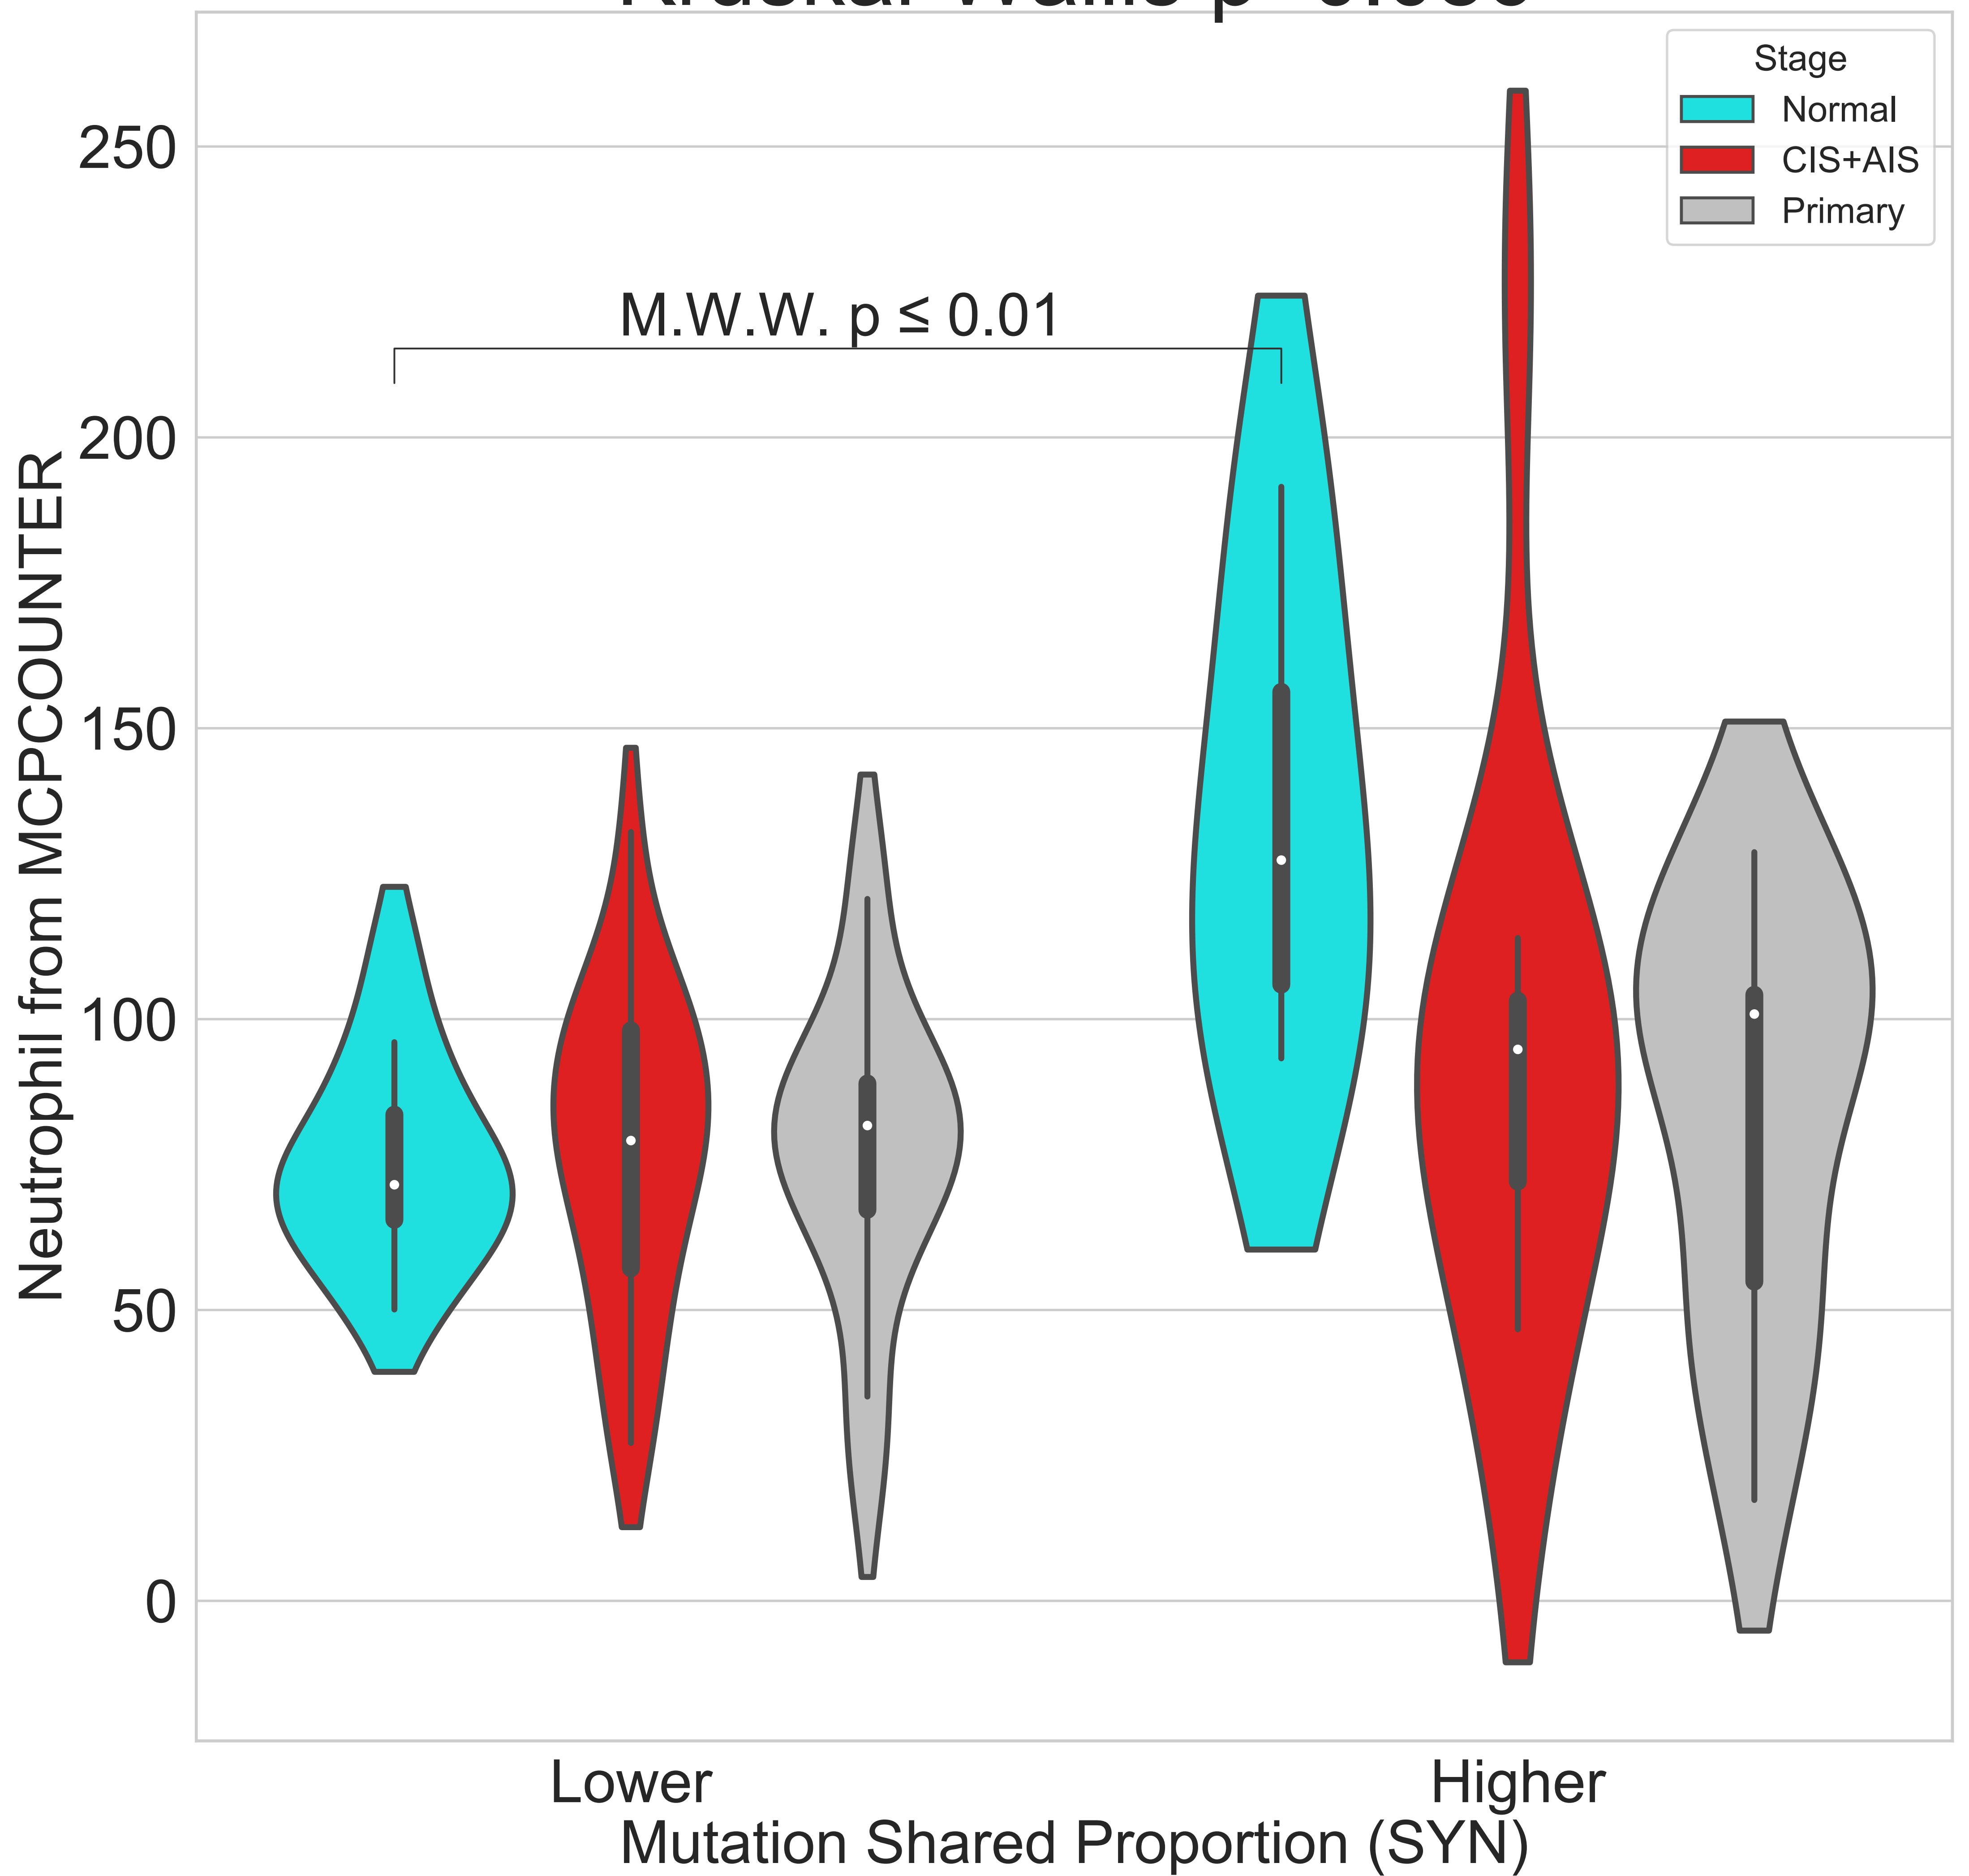 Stage
Normal
CIS+AIS
Primary
250
200
150
100
50
0
M.W.W. p ≤ 0.01
Neutrophil from MCPCOUNTER
Lower
Higher
Mutation Shared Proportion (SYN)